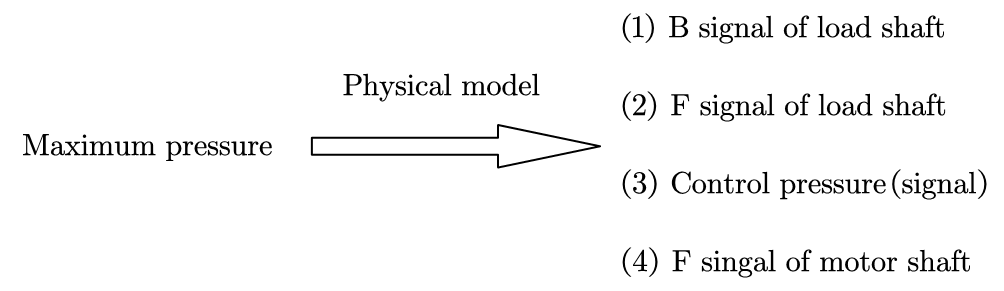 (1) B signal of load shaft
Physical model
(2) F signal of load shaft
Maximum pressure
(3) Control pressure(signal)
(4) F singal of motor shaft